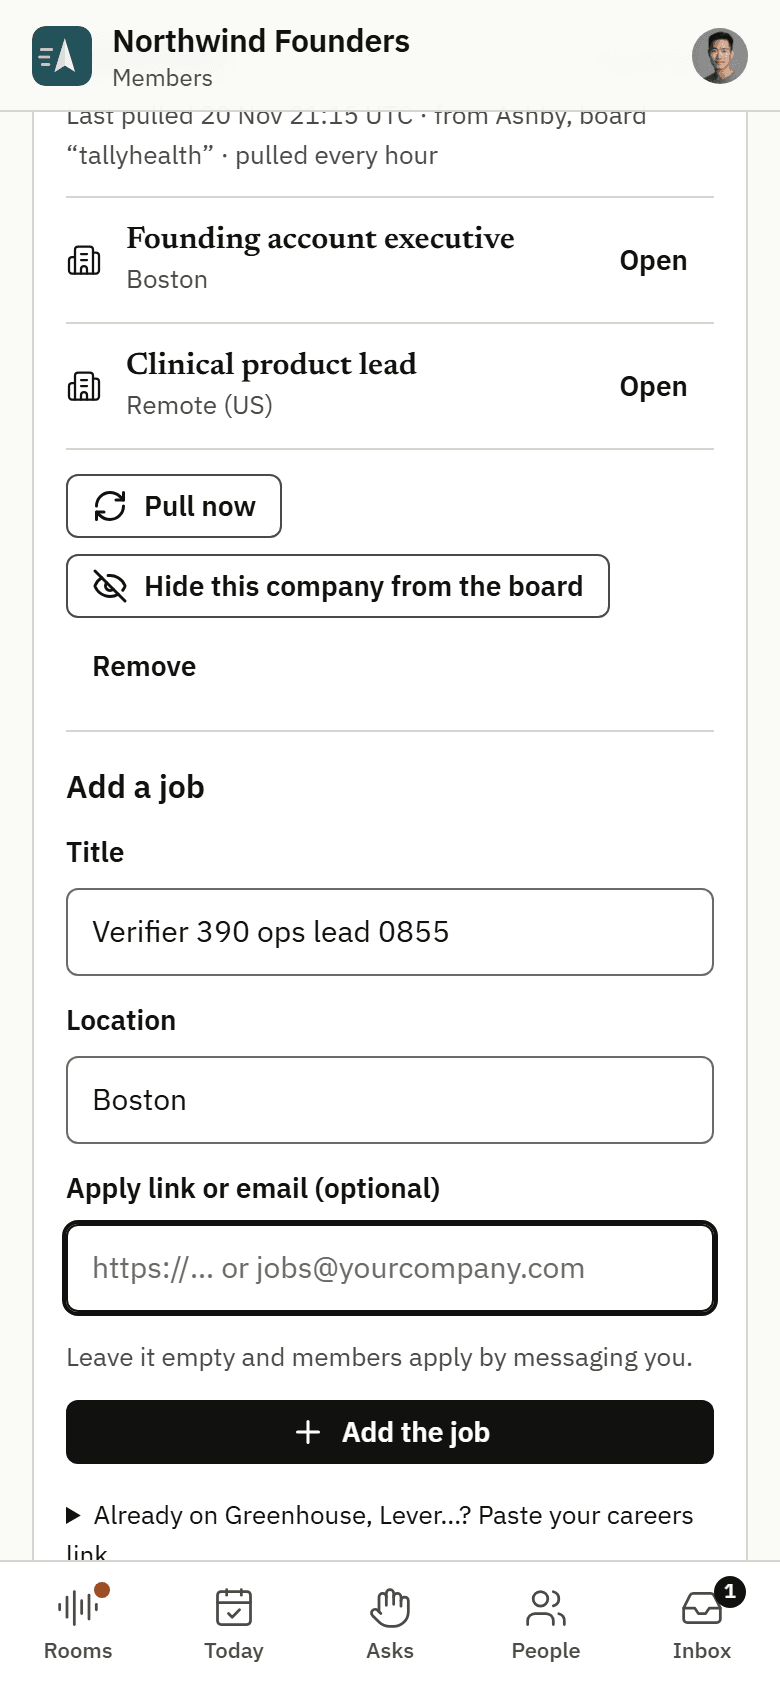 Northwind Founders
Members
Last pulled 20 Nov 21:15 UTC · from Ashby, board
“tallyhealth” · pulled every hour
Founding account executive
Boston
Open
Clinical product lead
Remote (US)
Open
Pull now
Hide this company from the board
Remove
Add a job
Title
Verifier 390 ops lead 0855
Location
Boston
Apply link or email (optional)
https://... or jobs@yourcompany.com
Leave it empty and members apply by messaging you.
Add the job
Already on Greenhouse, Lever...? Paste your careers
link
1
Rooms
Today
Asks
People
Inbox